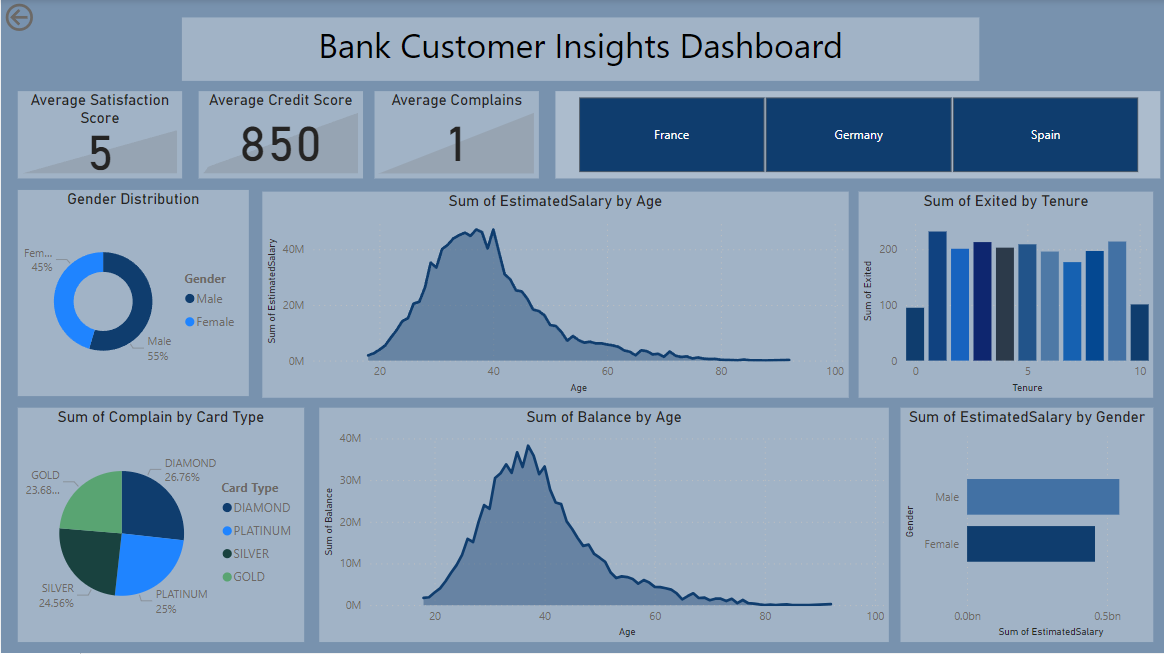 Bank Customer Insights Dashboard
Average Satisfaction
Score
5
Average Credit Score
850
Average Complains
1
France
Germany
Spain
Gender Distribution
Fem...
45%
Male
55%
Gender
Male
Female
Sum of EstimatedSalary by Age
Sum of EstimatedSalary
40M
20M
0M
20
40
60
80
100
Age
Sum of Exited by Tenure
Sum of Exited
200
100
0
0
5
10
Tenure
Sum of Complain by Card Type
DIAMOND
26.76%
GOLD
23.68...
SILVER
24.56%
PLATINUM
25%
Card Type
DIAMOND
PLATINUM
SILVER
GOLD
Sum of Balance by Age
Sum of Balance
40M
30M
20M
10M
0M
20
40
60
80
100
Age
Sum of EstimatedSalary by Gender
Gender
Male
Female
0.0bn
0.5bn
Sum of EstimatedSalary